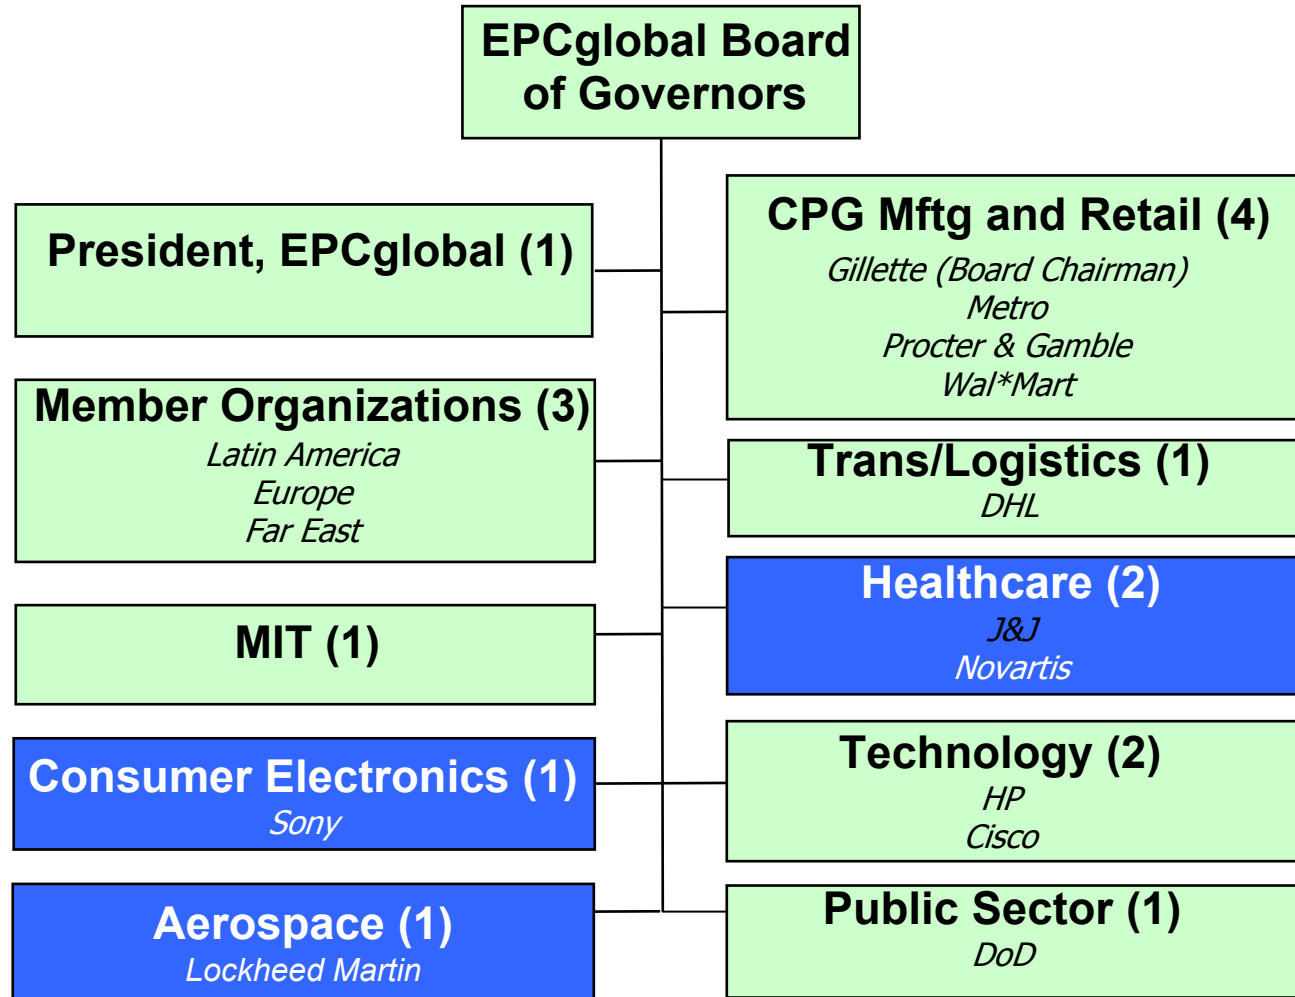 EPCglobal Board
of Governors
President, EPCglobal (1)
Member Organizations (3)
Latin America
Europe
Far East
MIT (1)
Consumer Electronics (1)
Sony
Aerospace (1)
Lockheed Martin
CPG Mftg and Retail (4)
Gillette (Board Chairman)
Metro
Procter & Gamble
Wal*Mart
Trans/Logistics (1)
DHL
Healthcare (2)
J&J
Novartis
Technology (2)
HP
Cisco
Public Sector (1)
DoD